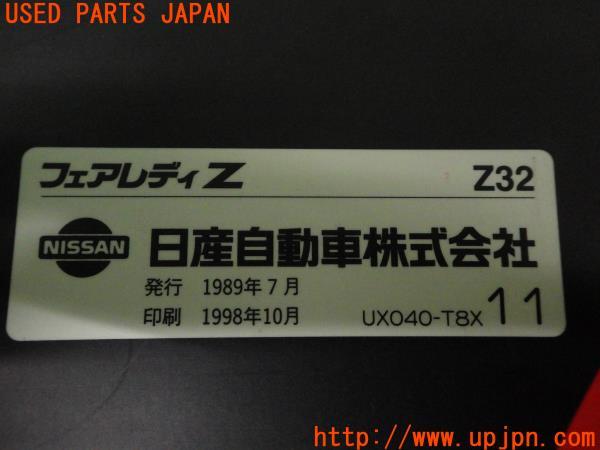 USED PARTS JAPAN
フェアレディZ Z32
NISSAN 日産自動車株式会社
発行 1989年7月
印刷 1998年10月 UX040-T8X 11
http://www.upjpn.com/